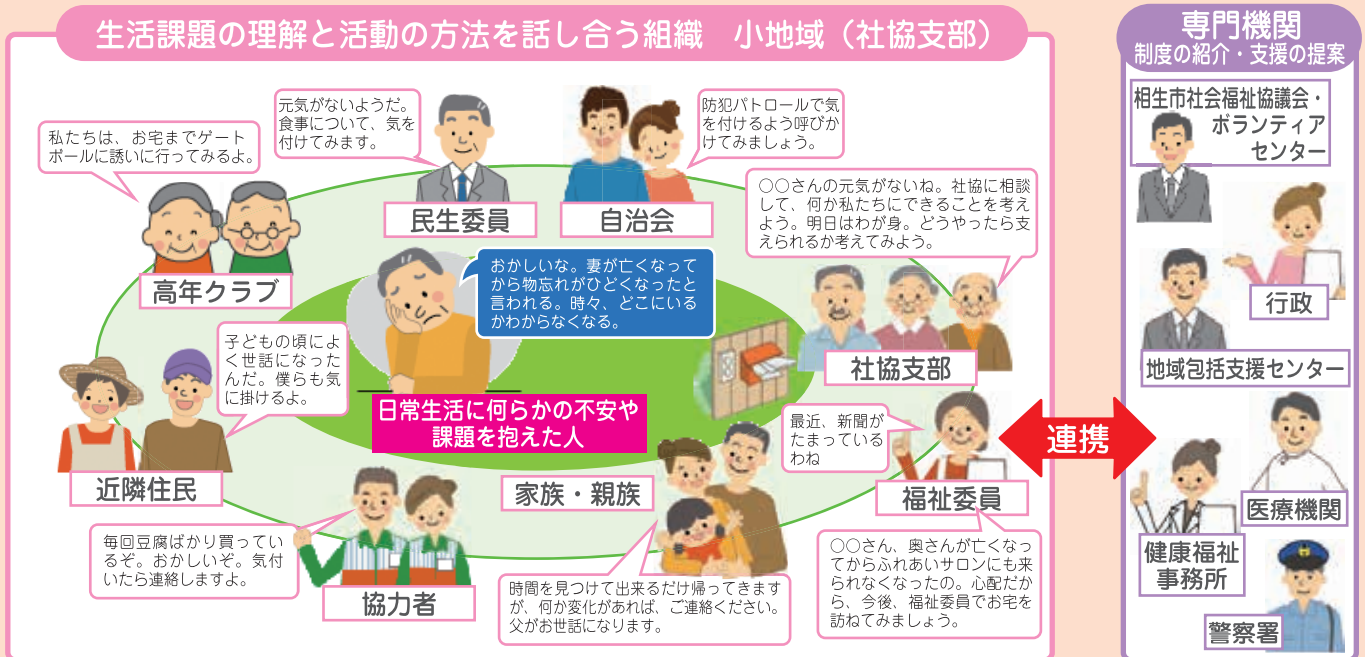 生活課題の理解と活動の方法を話し合う組織　小地域（社協支部）
元気がないようだ。
食事について、気を
付けてみます。
防犯パトロールで気
を付けるよう呼びか
けてみましょう。
私たちは、お宅までゲート
ボールに誘いに行ってみるよ。
〇〇さんの元気がないね。社協に相談
して、何か私たちにできることを考え
よう。明日はわが身。どうやったら支
えられるか考えてみよう。
民生委員
自治会
高年クラブ
おかしいな。妻が亡くなって
から物忘れがひどくなったと
言われる。時々、どこにいる
かわからなくなる。
子どもの頃によ
く世話になった
んだ。僕らも気
に掛けるよ。
社協支部
日常生活に何らかの不安や
課題を抱えた人
最近、新聞が
たまっている
わね
近隣住民
家族・親族
福祉委員
毎回豆腐ばかり買ってい
るぞ。おかしいぞ。気付
いたら連絡しますよ。
協力者
時間を見つけて出来るだけ帰ってきます
が、何か変化があれば、ご連絡ください。
父がお世話になります。
〇〇さん、奥さんが亡くなっ
てからふれあいサロンにも来
られなくなったの。心配だか
ら、今後、福祉委員でお宅を
訪ねてみましょう。
連携
専門機関
制度の紹介・支援の提案
相生市社会福祉協議会・
ボランティア
センター
行政
地域包括支援センター
医療機関
健康福祉
事務所
警察署